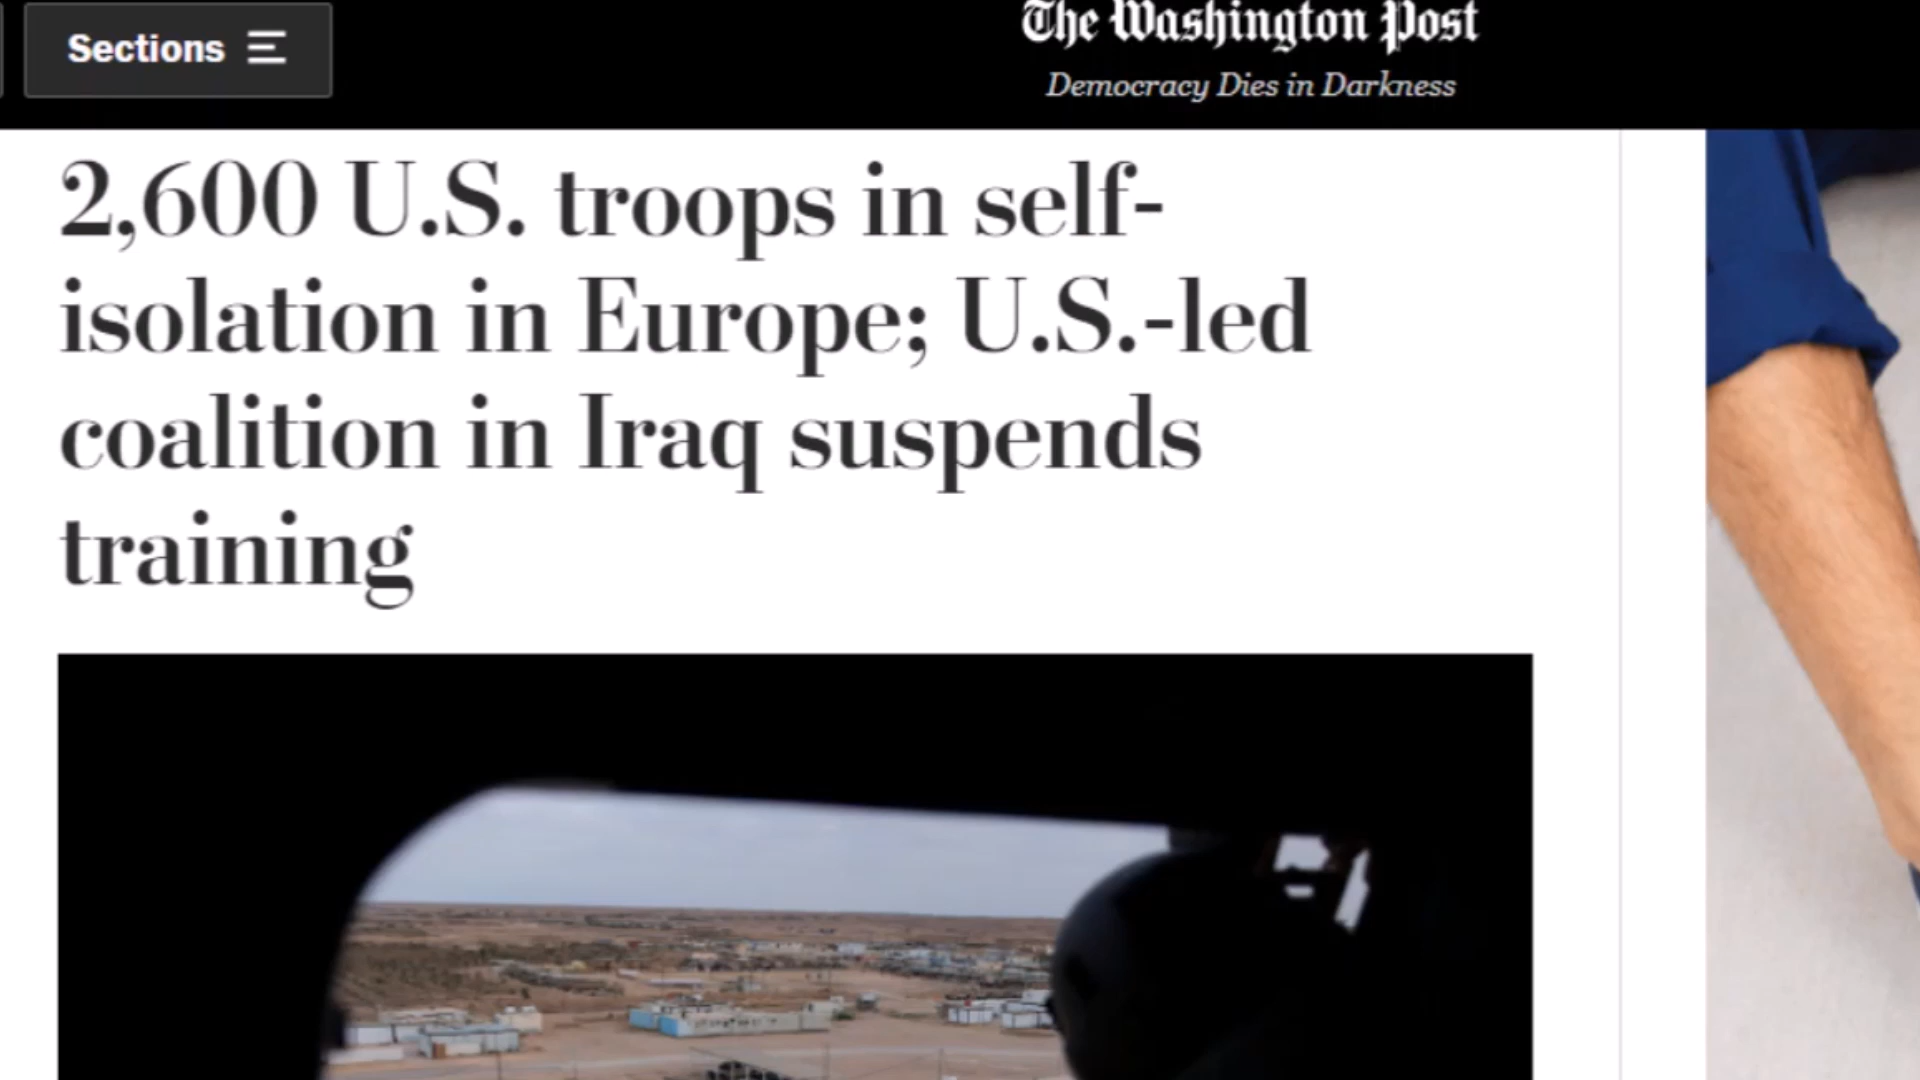 Sections
The Washington Post
Democracy Dies in Darkness
2,600 U.S. troops in self-
isolation in Europe; U.S.-led
coalition in Iraq suspends
training